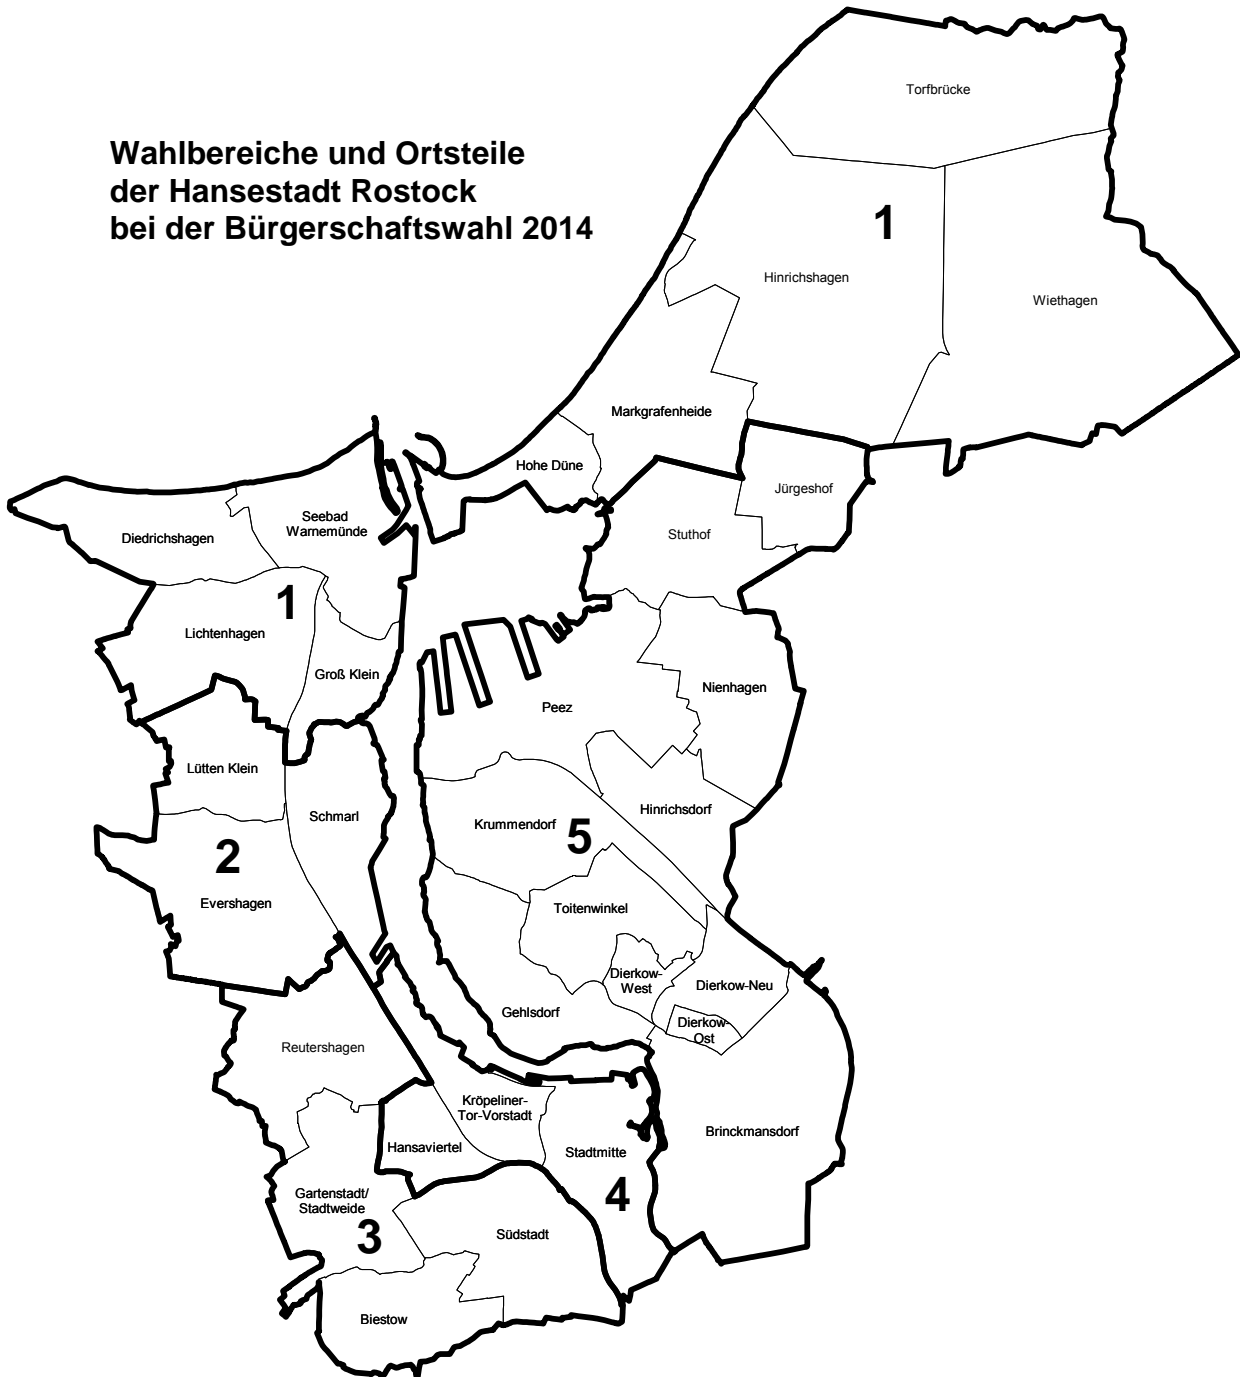 Wahlbereiche und Ortsteile
der Hansestadt Rostock
bei der Bürgerschaftswahl 2014
Torfbrücke
1
Hinrichshagen
Wiethagen
Markgrafenheide
Hohe Düne
Jürgeshof
Seebad
Warnemünde
Diedrichshagen
Stuthof
1
Lichtenhagen
Groß Klein
Nienhagen
Peez
Lütten Klein
Schmarl
Hinrichsdorf
Krummendorf
5
2
Evershagen
Toitenwinkel
Dierkow-
West
Dierkow-Neu
Gehlsdorf
Dierkow-
Ost
Reutershagen
Kröpeliner-
Tor-Vorstadt
Brinckmansdorf
Hansaviertel
Stadtmitte
4
Gartenstadt/
Stadtweide
3
Südstadt
Biestow